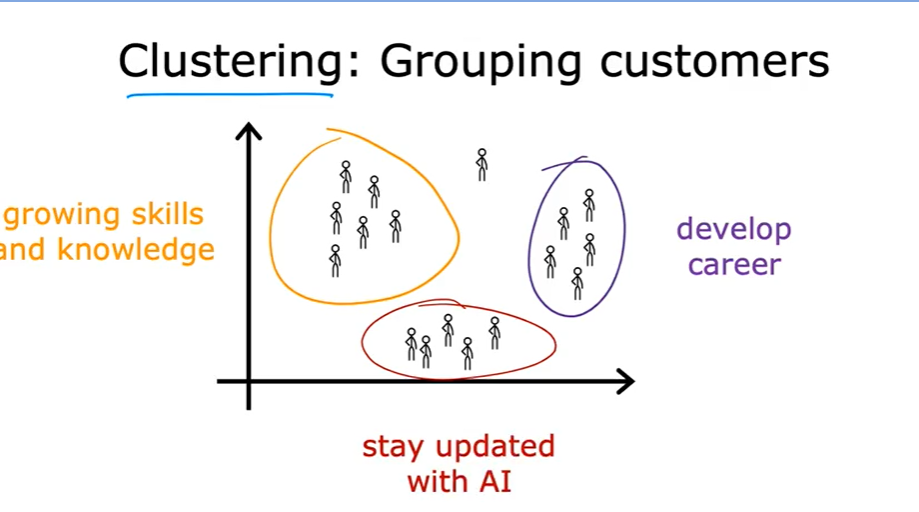 Clustering: Grouping customers
growing skills
and knowledge
develop
career
stay updated
with AI